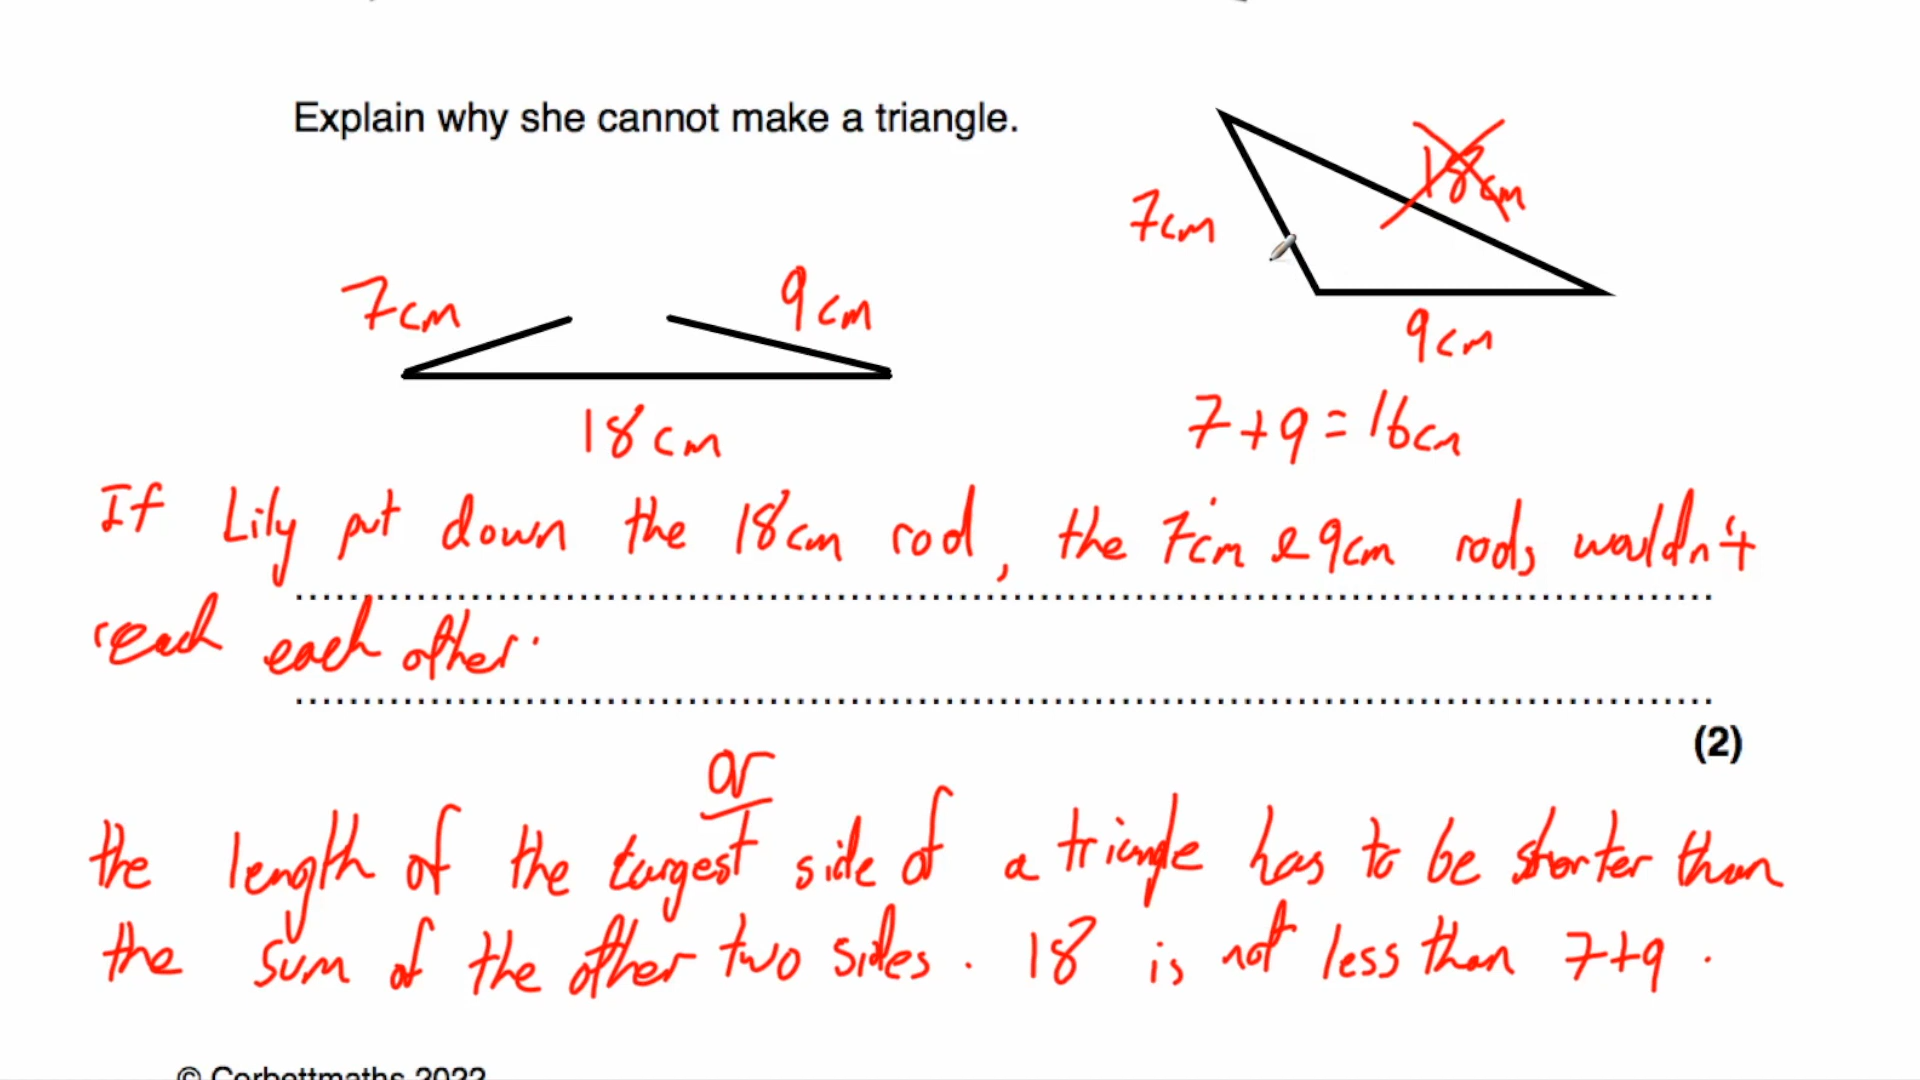 Explain why she cannot make a triangle.
18cm
7cm
7cm
9cm
9cm
18cm
7+9=16cm
If Lily put down the 18cm rod, the 7cm & 9cm rods wouldn't
reach each other.
(2)
or
the length of the largest side of a triangle has to be shorter than
the sum of the other two sides. 18 is not less than 7+9.
© Corbettmaths 2022